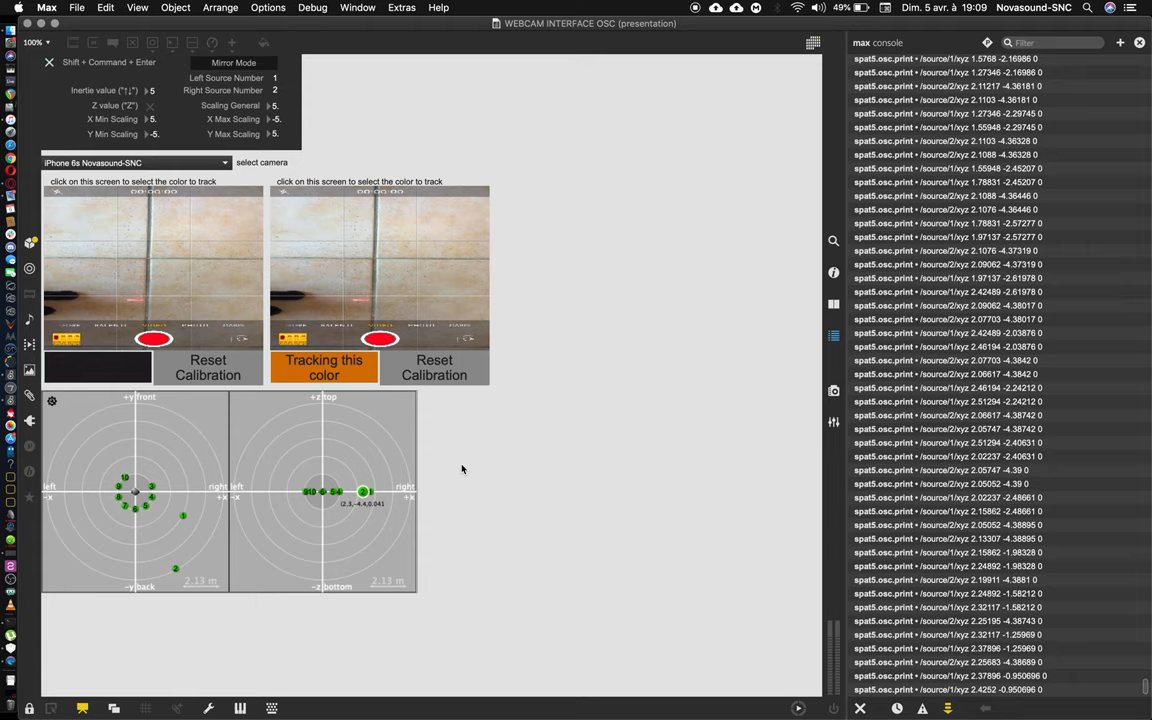 Max File Edit View Object Arrange Options Debug Window Extras Help
49% Dim. 5 avr. à 19:09 Novasound-SNC
WEBCAM INTERFACE OSC (presentation)
100%
Shift + Command + Enter
Mirror Mode
Left Source Number 1
Inertie value ("↑↓") 5 Right Source Number 2
Z value ("Z") Scaling General 5.
X Min Scaling 5. X Max Scaling -5.
Y Min Scaling -5. Y Max Scaling 5.
iPhone 6s Novasound-SNC select camera
click on this screen to select the color to track
click on this screen to select the color to track
VIDEO
Reset Calibration
Tracking this color
Reset Calibration
+y front
left -x
right +x
10
9
3
8
4
7
6
5
1
2
-y back
2.13 m
+z top
left -x
right +x
(2.3,-4.4,0.041
-z bottom
2.13 m
max console
Filter
spat5.osc.print • /source/1/xyz 1.5768 -2.16986 0
spat5.osc.print • /source/1/xyz 1.27346 -2.16986 0
spat5.osc.print • /source/2/xyz 2.11217 -4.36181 0
spat5.osc.print • /source/2/xyz 2.1103 -4.36181 0
spat5.osc.print • /source/1/xyz 1.27346 -2.29745 0
spat5.osc.print • /source/1/xyz 1.55948 -2.29745 0
spat5.osc.print • /source/2/xyz 2.1103 -4.36328 0
spat5.osc.print • /source/2/xyz 2.1088 -4.36328 0
spat5.osc.print • /source/1/xyz 1.55948 -2.45207 0
spat5.osc.print • /source/1/xyz 1.78831 -2.45207 0
spat5.osc.print • /source/2/xyz 2.1088 -4.36446 0
spat5.osc.print • /source/2/xyz 2.1076 -4.36446 0
spat5.osc.print • /source/1/xyz 1.78831 -2.57277 0
spat5.osc.print • /source/1/xyz 1.97137 -2.57277 0
spat5.osc.print • /source/2/xyz 2.1076 -4.37319 0
spat5.osc.print • /source/2/xyz 2.09062 -4.37319 0
spat5.osc.print • /source/1/xyz 1.97137 -2.61978 0
spat5.osc.print • /source/1/xyz 2.42489 -2.61978 0
spat5.osc.print • /source/2/xyz 2.09062 -4.38017 0
spat5.osc.print • /source/2/xyz 2.07703 -4.38017 0
spat5.osc.print • /source/1/xyz 2.42489 -2.03876 0
spat5.osc.print • /source/1/xyz 2.46194 -2.03876 0
spat5.osc.print • /source/2/xyz 2.07703 -4.3842 0
spat5.osc.print • /source/2/xyz 2.06617 -4.3842 0
spat5.osc.print • /source/1/xyz 2.46194 -2.24212 0
spat5.osc.print • /source/1/xyz 2.51294 -2.24212 0
spat5.osc.print • /source/2/xyz 2.06617 -4.38742 0
spat5.osc.print • /source/2/xyz 2.05747 -4.38742 0
spat5.osc.print • /source/1/xyz 2.51294 -2.40631 0
spat5.osc.print • /source/1/xyz 2.02237 -2.40631 0
spat5.osc.print • /source/2/xyz 2.05747 -4.39 0
spat5.osc.print • /source/2/xyz 2.05052 -4.39 0
spat5.osc.print • /source/1/xyz 2.02237 -2.48661 0
spat5.osc.print • /source/1/xyz 2.15862 -2.48661 0
spat5.osc.print • /source/2/xyz 2.05052 -4.38895 0
spat5.osc.print • /source/2/xyz 2.13307 -4.38895 0
spat5.osc.print • /source/1/xyz 2.15862 -1.98328 0
spat5.osc.print • /source/1/xyz 2.24892 -1.98328 0
spat5.osc.print • /source/2/xyz 2.19911 -4.3881 0
spat5.osc.print • /source/1/xyz 2.24892 -1.58212 0
spat5.osc.print • /source/1/xyz 2.32117 -1.58212 0
spat5.osc.print • /source/2/xyz 2.25195 -4.38743 0
spat5.osc.print • /source/1/xyz 2.32117 -1.25969 0
spat5.osc.print • /source/1/xyz 2.37896 -1.25969 0
spat5.osc.print • /source/2/xyz 2.25683 -4.38689 0
spat5.osc.print • /source/1/xyz 2.37896 -0.950696 0
spat5.osc.print • /source/1/xyz 2.4252 -0.950696 0